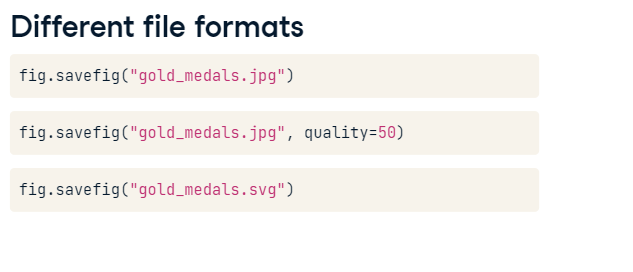 Different file formats
fig.savefig("gold_medals.jpg")
fig.savefig("gold_medals.jpg", quality=50)
fig.savefig("gold_medals.svg")